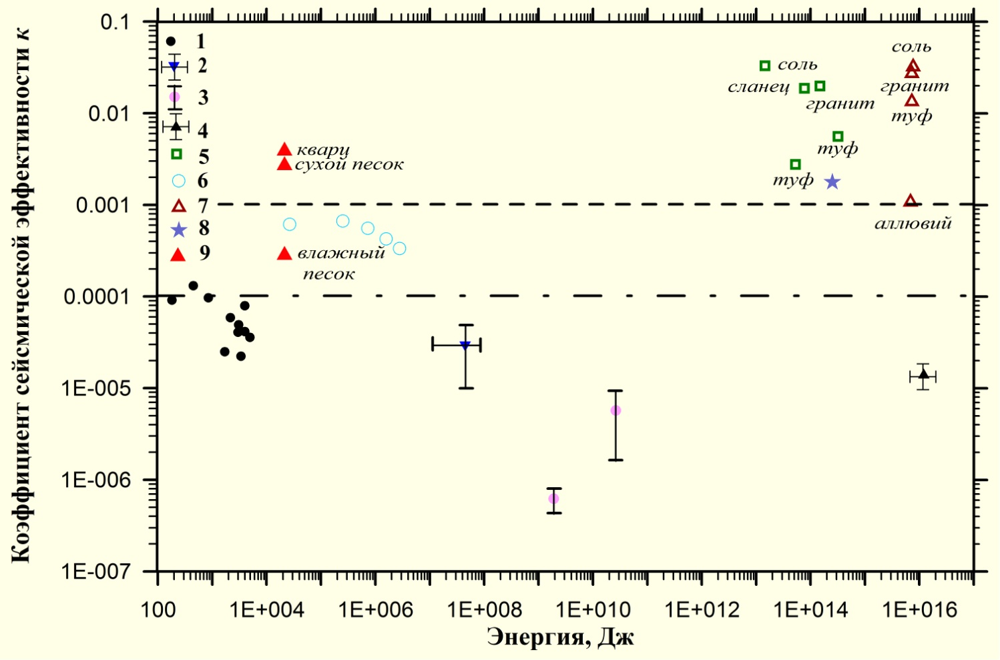 Коэффициент сейсмической эффективности к
0.1
0.01
0.001
0.0001
1E-005
1E-006
1E-007
1
2
3
4
5
6
7
8
9
кварц
сухой песок
влажный
песок
соль
сланец
гранит
туф
туф
соль
гранит
туф
аллювий
100
1E+004
1E+006
1E+008
1E+010
1E+012
1E+014
1E+016
Энергия, Дж